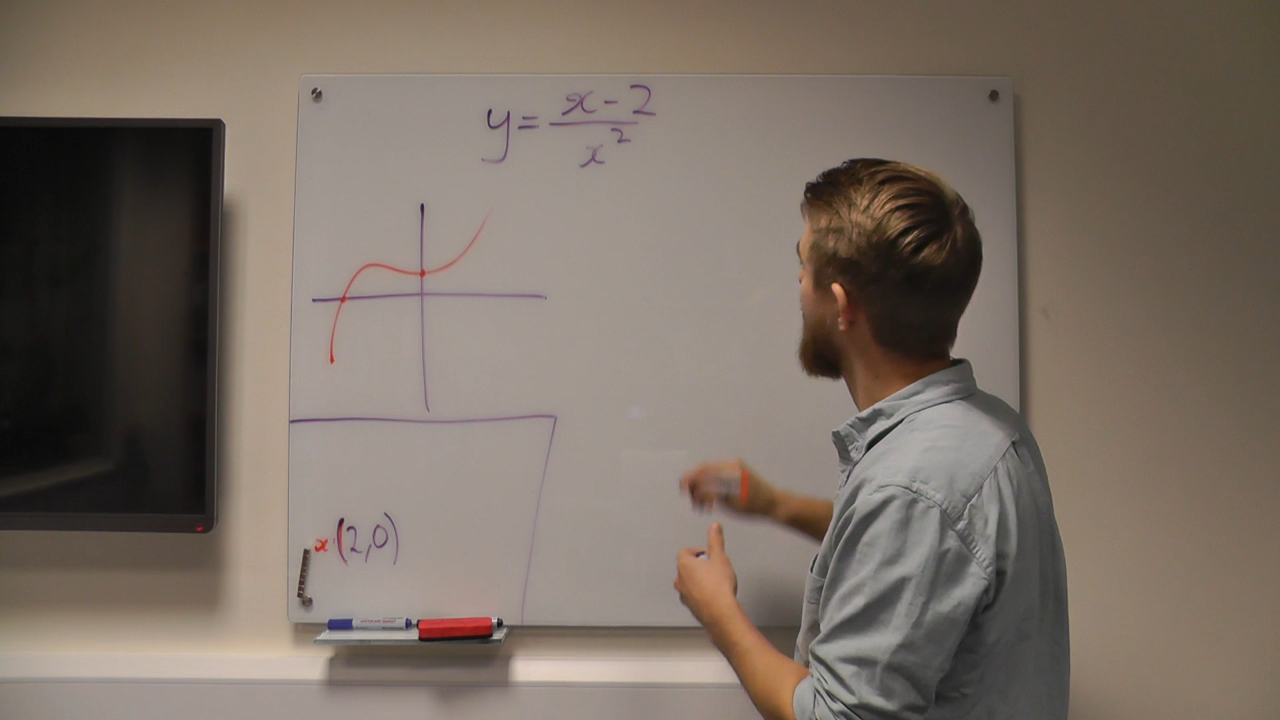 y = x-2 / x²
x: (2,0)